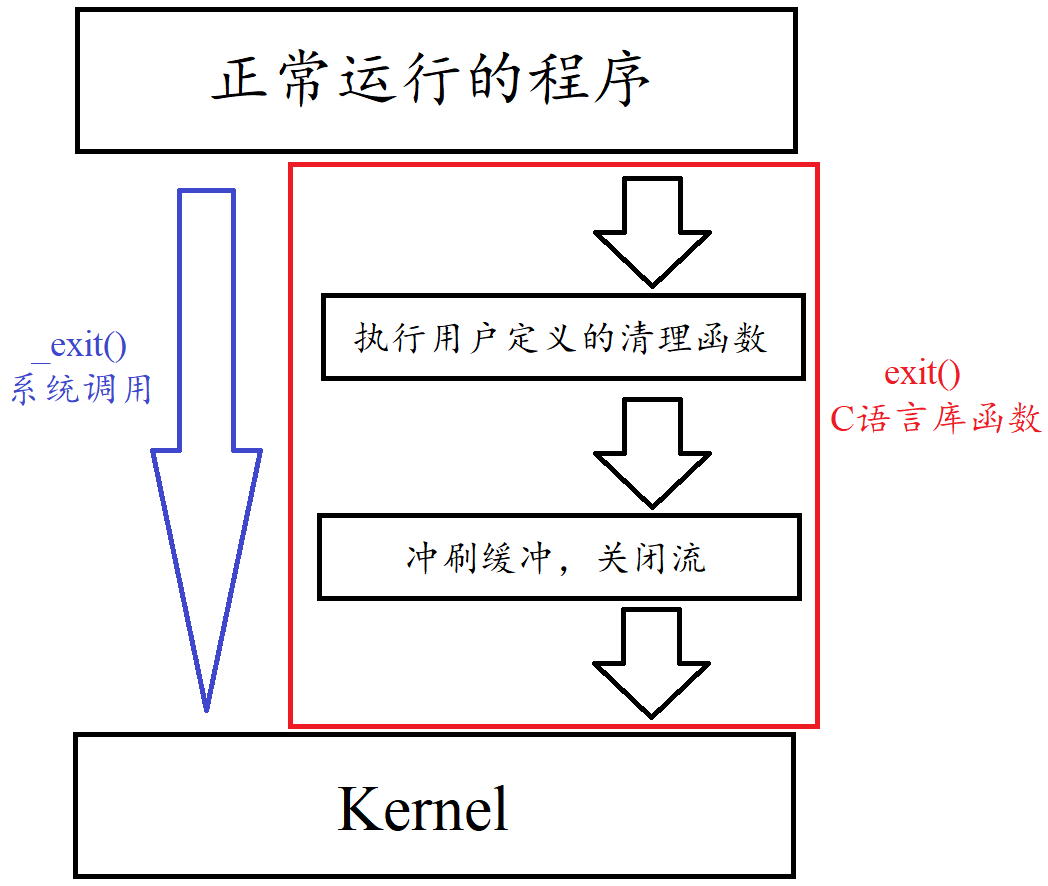 正常运行的程序
_exit()
系统调用
执行用户定义的清理函数
exit()
C语言库函数
冲刷缓冲，关闭流
Kernel